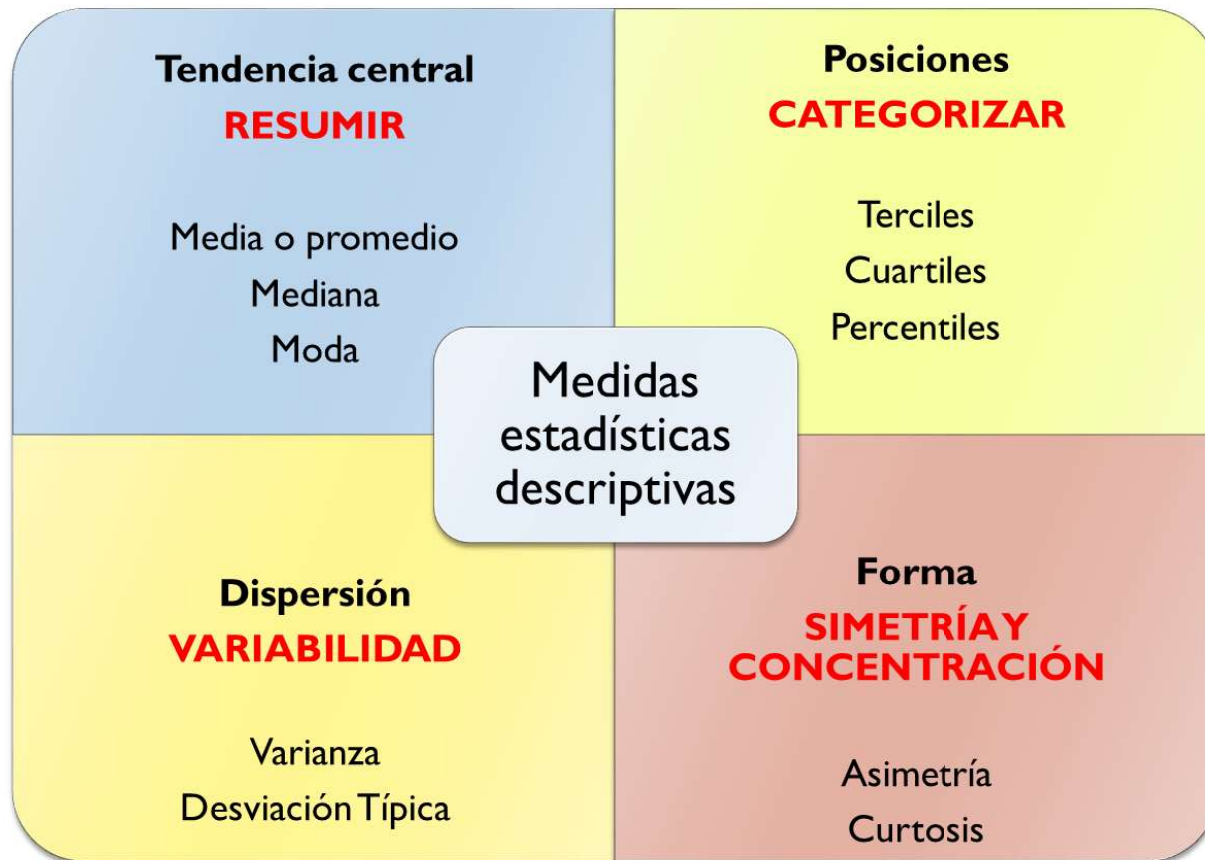 Tendencia central
RESUMIR
Media o promedio
Mediana
Moda
Posiciones
CATEGORIZAR
Terciles
Cuartiles
Percentiles
Medidas
estadísticas
descriptivas
Dispersión
VARIABILIDAD
Varianza
Desviación Típica
Forma
SIMETRÍA Y
CONCENTRACIÓN
Asimetría
Curtosis